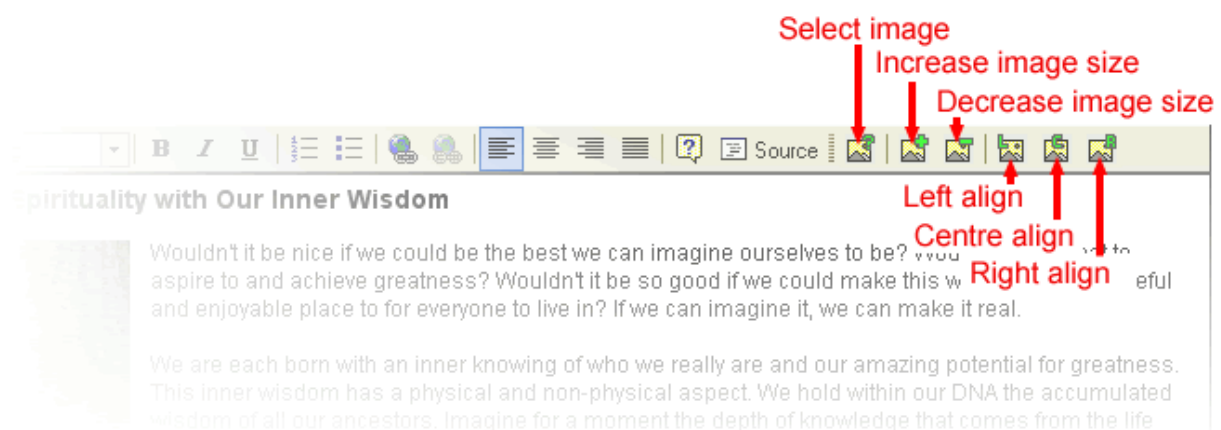 Select image
Increase image size
Decrease image size
B I U Source
Left align
Centre align
Right align
Spirituality with Our Inner Wisdom
Wouldn't it be nice if we could be the best we can imagine ourselves to be? to
aspire to and achieve greatness? Wouldn't it be so good if we could make this w eful
and enjoyable place to for everyone to live in? If we can imagine it, we can make it real.
We are each born with an inner knowing of who we really are and our amazing potential for greatness.
This inner wisdom has a physical and non-physical aspect. We hold within our DNA the accumulated
wisdom of all our ancestors. Imagine for a moment the depth of knowledge that comes from the life